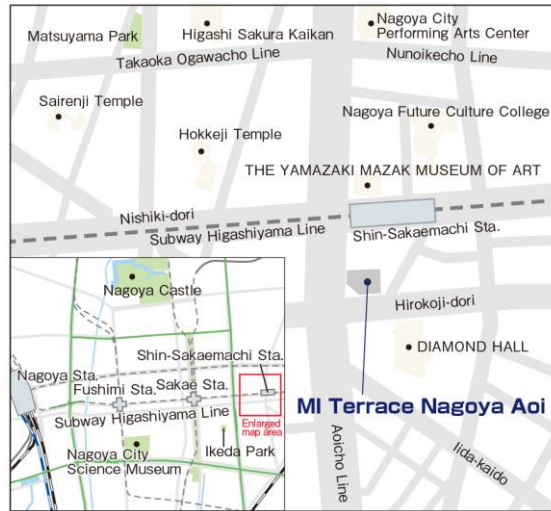 Matsuyama Park
Higashi Sakura Kaikan
Nagoya City
Performing Arts Center
Takaoka Ogawacho Line
Nunoikecho Line
Sairenji Temple
Nagoya Future Culture College
Hokkeji Temple
THE YAMAZAKI MAZAK MUSEUM OF ART
Nishiki-dori
Subway Higashiyama Line
Shin-Sakaemachi Sta.
Hirokoji-dori
DIAMOND HALL
MI Terrace Nagoya Aoi
Aoicho Line
Iida-kaido
Nagoya Castle
Shin-Sakaemachi Sta.
Nagoya Sta.
Fushimi Sta.
Sakae Sta.
Subway Higashiyama Line
Enlarged
map area
Nagoya City
Science Museum
Ikeda Park